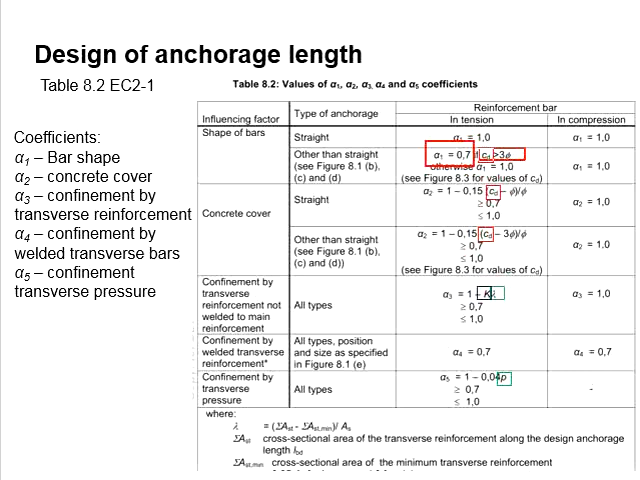 Design of anchorage length
Table 8.2 EC2-1
Coefficients:
α1 – Bar shape
α2 – concrete cover
α3 – confinement by
transverse reinforcement
α4 – confinement by
welded transverse bars
α5 – confinement
transverse pressure
Table 8.2: Values of α1, α2, α3, α4 and α5 coefficients
Influencing factor
Type of anchorage
Reinforcement bar
In tension
In compression
Shape of bars
Straight
α1 = 1,0
α1 = 1,0
Other than straight
(see Figure 8.1 (b),
(c) and (d)
α1 = 0,7 if cd >3ϕ
otherwise α1 = 1,0
(see Figure 8.3 for values of cd)
α1 = 1,0
Concrete cover
Straight
α2 = 1 – 0,15 (cd – ϕ)/ϕ
≥ 0,7
≤ 1,0
α2 = 1,0
Other than straight
(see Figure 8.1 (b),
(c) and (d))
α2 = 1 – 0,15 (cd – 3ϕ)/ϕ
≥ 0,7
≤ 1,0
(see Figure 8.3 for values of cd)
α2 = 1,0
Confinement by
transverse
reinforcement not
welded to main
reinforcement
All types
α3 = 1 – Kλ
≥ 0,7
≤ 1,0
α3 = 1,0
Confinement by
welded transverse
reinforcement*
All types, position
and size as specified
in Figure 8.1 (e)
α4 = 0,7
α4 = 0,7
Confinement by
transverse
pressure
All types
α5 = 1 – 0,04p
≥ 0,7
≤ 1,0
-
where:
λ = (ΣAst - ΣAst,min)/ As
ΣAst cross-sectional area of the transverse reinforcement along the design anchorage
length lbd
ΣAst,min cross-sectional area of the minimum transverse reinforcement